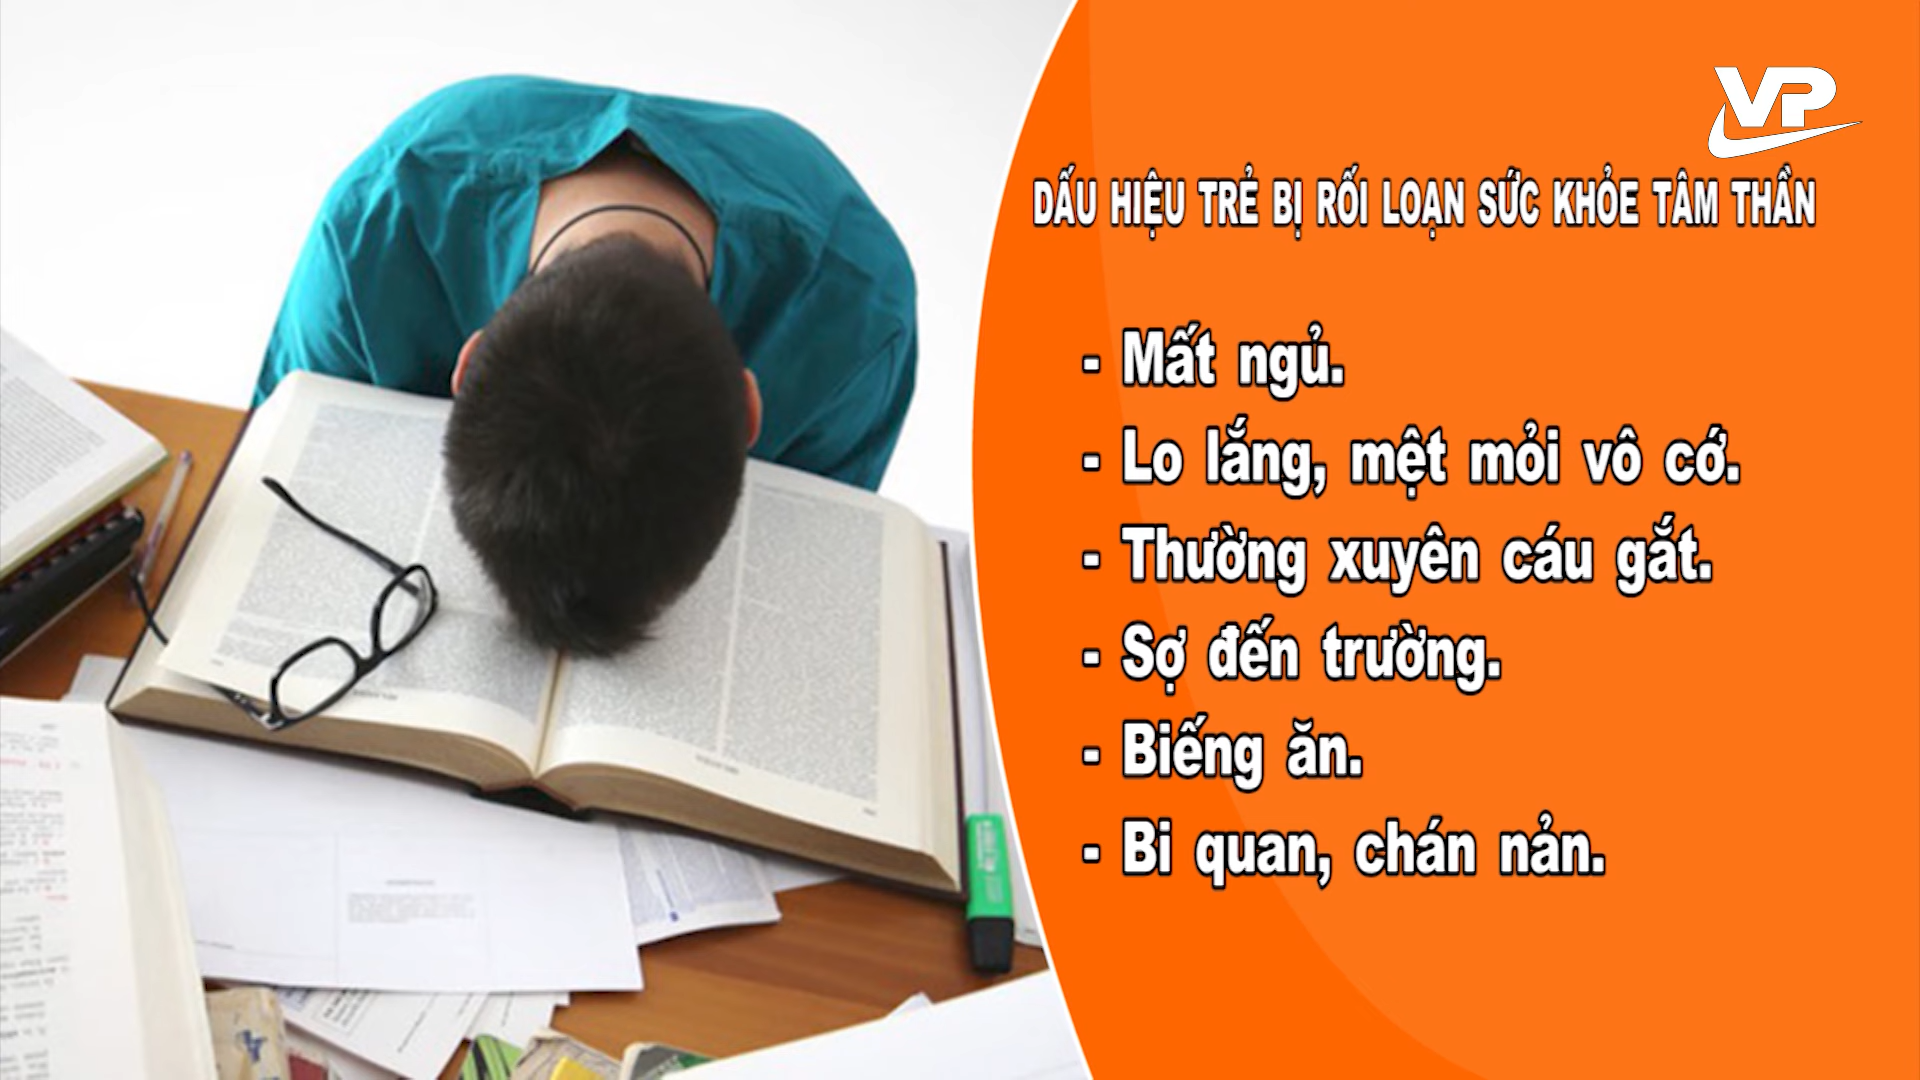 VP
DẤU HIỆU TRẺ BỊ RỐI LOẠN SỨC KHỎE TÂM THẦN
- Mất ngủ.
- Lo lắng, mệt mỏi vô cớ.
- Thường xuyên cáu gắt.
- Sợ đến trường.
- Biếng ăn.
- Bi quan, chán nản.